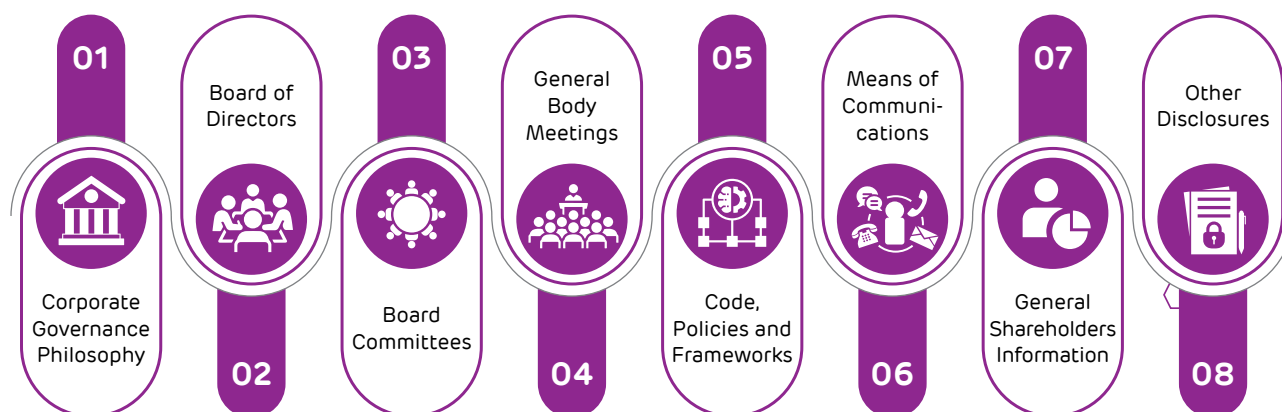 01
Corporate
Governance
Philosophy
Board of
Directors
02
03
Board
Committees
General
Body
Meetings
04
05
Code,
Policies and
Frameworks
Means of
Communi-
cations
06
07
General
Shareholders
Information
Other
Disclosures
08